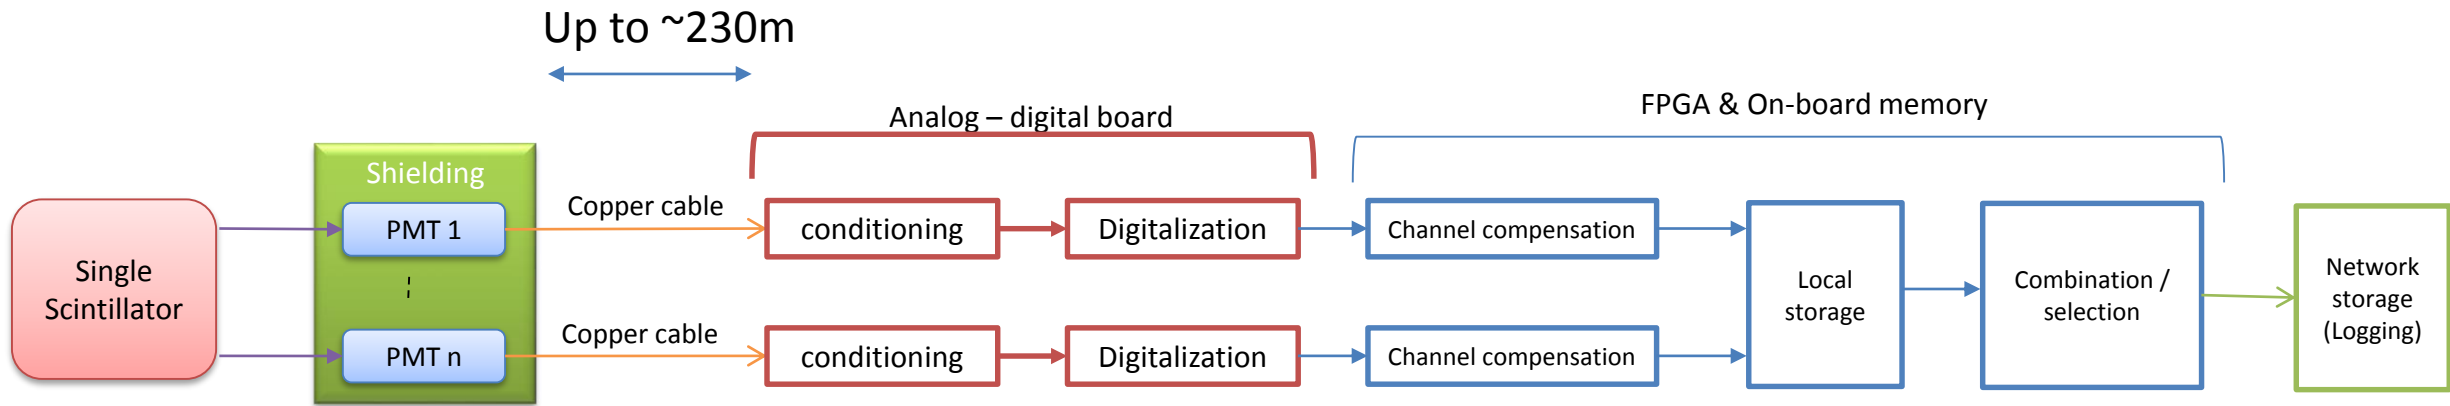 Up to ~230m
Analog – digital board
FPGA & On-board memory
Shielding
Single
Scintillator
PMT 1
Copper cable
conditioning
Digitalization
Channel compensation
PMT n
Copper cable
conditioning
Digitalization
Channel compensation
Local
storage
Combination /
selection
Network
storage
(Logging)